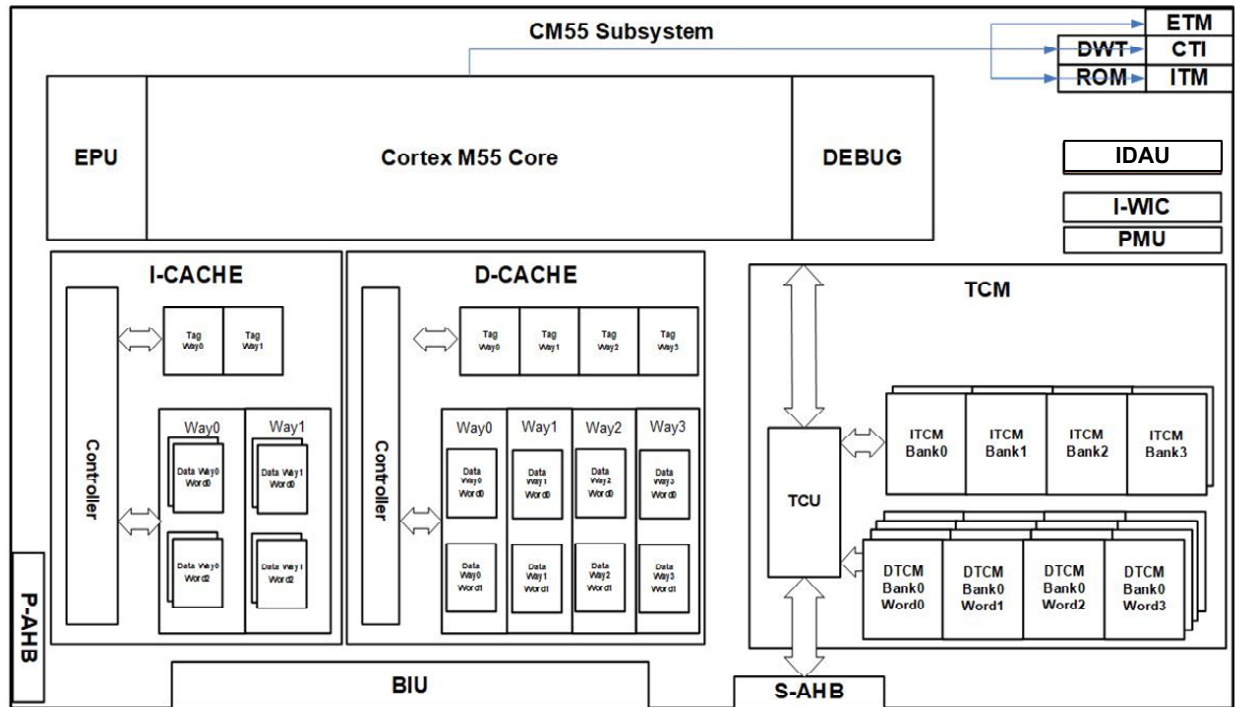 CM55 Subsystem
ETM
DWT
CTI
ROM
ITM
EPU
Cortex M55 Core
DEBUG
IDAU
I-WIC
PMU
I-CACHE
Controller
Tag
Way0
Tag
Way1
Way0
Way1
Data Way0
Word0
Data Way1
Word0
Data Way0
Word2
Data Way1
Word2
D-CACHE
Controller
Tag
Way0
Tag
Way1
Tag
Way2
Tag
Way3
Way0
Way1
Way2
Way3
Data
Way0
Word0
Data
Way1
Word0
Data
Way2
Word0
Data
Way3
Word0
Data
Way0
Word1
Data
Way1
Word1
Data
Way2
Word1
Data
Way3
Word1
TCM
TCU
ITCM
Bank0
ITCM
Bank1
ITCM
Bank2
ITCM
Bank3
DTCM
Bank0
Word0
DTCM
Bank0
Word1
DTCM
Bank0
Word2
DTCM
Bank0
Word3
P-AHB
BIU
S-AHB